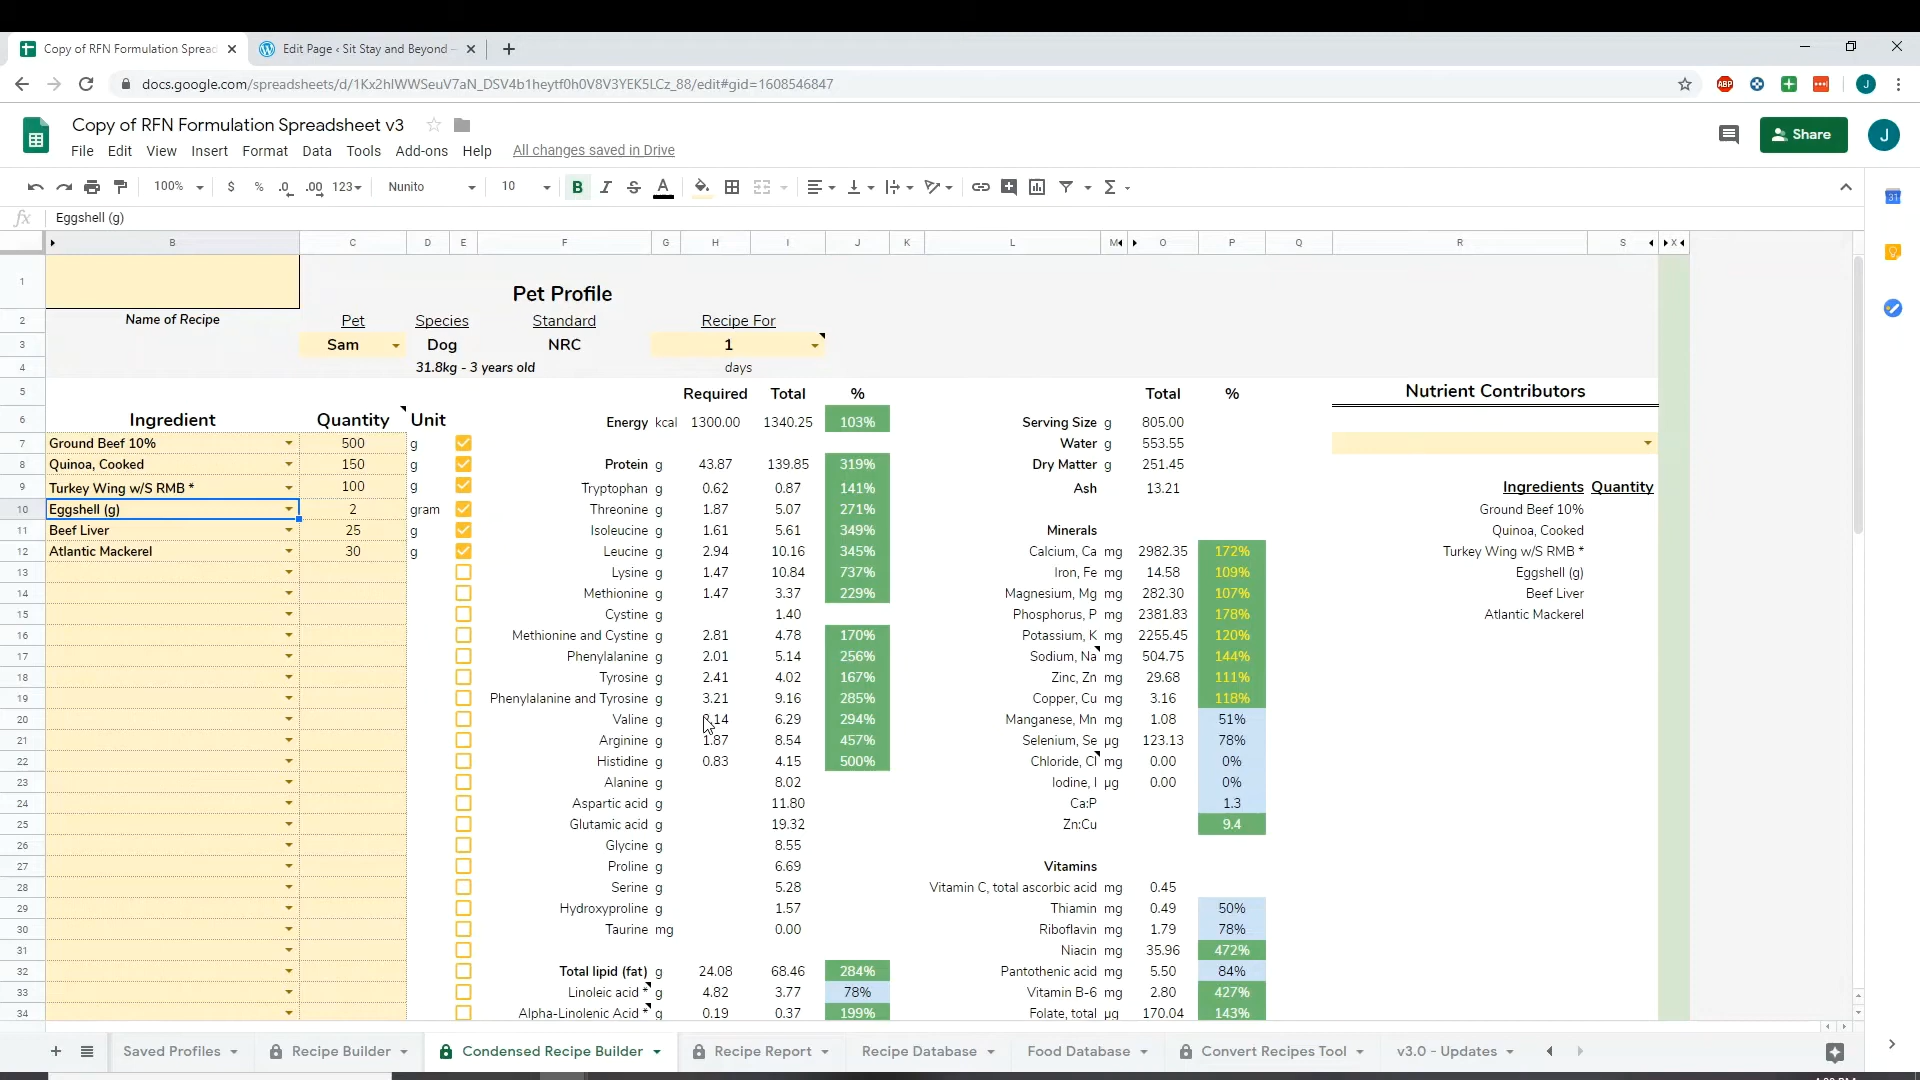 Copy of RFN Formulation Spread
Edit Page ‹ Sit Stay and Beyond —
docs.google.com/spreadsheets/d/1Kx2hlWWSeuV7aN_DSV4b1heytf0h0V8V3YEK5LCz_88/edit#gid=1608546847
ABP
J
Copy of RFN Formulation Spreadsheet v3
File Edit View Insert Format Data Tools Add-ons Help All changes saved in Drive
Share
J
100% $ % .0 .00 123 Nunito 10 B I S A
31
fx Eggshell (g)
B C D E F G H I J K L M O P Q R S X
1 Pet Profile
2 Name of Recipe Pet Species Standard Recipe For
3 Sam Dog NRC 1
4 31.8kg - 3 years old days
5 Required Total % Total % Nutrient Contributors
6 Ingredient Quantity Unit Energy kcal 1300.00 1340.25 103% Serving Size g 805.00
7 Ground Beef 10% 500 g Water g 553.55
8 Quinoa, Cooked 150 g Protein g 43.87 139.85 319% Dry Matter g 251.45
9 Turkey Wing w/S RMB * 100 g Tryptophan g 0.62 0.87 141% Ash 13.21 Ingredients Quantity
10 Eggshell (g) 2 gram Threonine g 1.87 5.07 271% Ground Beef 10%
11 Beef Liver 25 g Isoleucine g 1.61 5.61 349% Minerals Quinoa, Cooked
12 Atlantic Mackerel 30 g Leucine g 2.94 10.16 345% Calcium, Ca mg 2982.35 172% Turkey Wing w/S RMB *
13 Lysine g 1.47 10.84 737% Iron, Fe mg 14.58 109% Eggshell (g)
14 Methionine g 1.47 3.37 229% Magnesium, Mg mg 282.30 107% Beef Liver
15 Cystine g 1.40 Phosphorus, P mg 2381.83 178% Atlantic Mackerel
16 Methionine and Cystine g 2.81 4.78 170% Potassium, K mg 2255.45 120%
17 Phenylalanine g 2.01 5.14 256% Sodium, Na mg 504.75 144%
18 Tyrosine g 2.41 4.02 167% Zinc, Zn mg 29.68 111%
19 Phenylalanine and Tyrosine g 3.21 9.16 285% Copper, Cu mg 3.16 118%
20 Valine g 6.29 294% Manganese, Mn mg 1.08 51%
21 Arginine g 1.87 8.54 457% Selenium, Se µg 123.13 78%
22 Histidine g 0.83 4.15 500% Chloride, Cl mg 0.00 0%
23 Alanine g 8.02 Iodine, I µg 0.00 0%
24 Aspartic acid g 11.80 Ca:P 1.3
25 Glutamic acid g 19.32 Zn:Cu 9.4
26 Glycine g 8.55
27 Proline g 6.69 Vitamins
28 Serine g 5.28 Vitamin C, total ascorbic acid mg 0.45
29 Hydroxyproline g 1.57 Thiamin mg 0.49 50%
30 Taurine mg 0.00 Riboflavin mg 1.79 78%
31 Niacin mg 35.96 472%
32 Total lipid (fat) g 24.08 68.46 284% Pantothenic acid mg 5.50 84%
33 Linoleic acid * g 4.82 3.77 78% Vitamin B-6 mg 2.80 427%
34 Alpha-Linolenic Acid * g 0.19 0.37 199% Folate, total µg 170.04 143%
Saved Profiles Recipe Builder Condensed Recipe Builder Recipe Report Recipe Database Food Database Convert Recipes Tool v3.0 - Updates